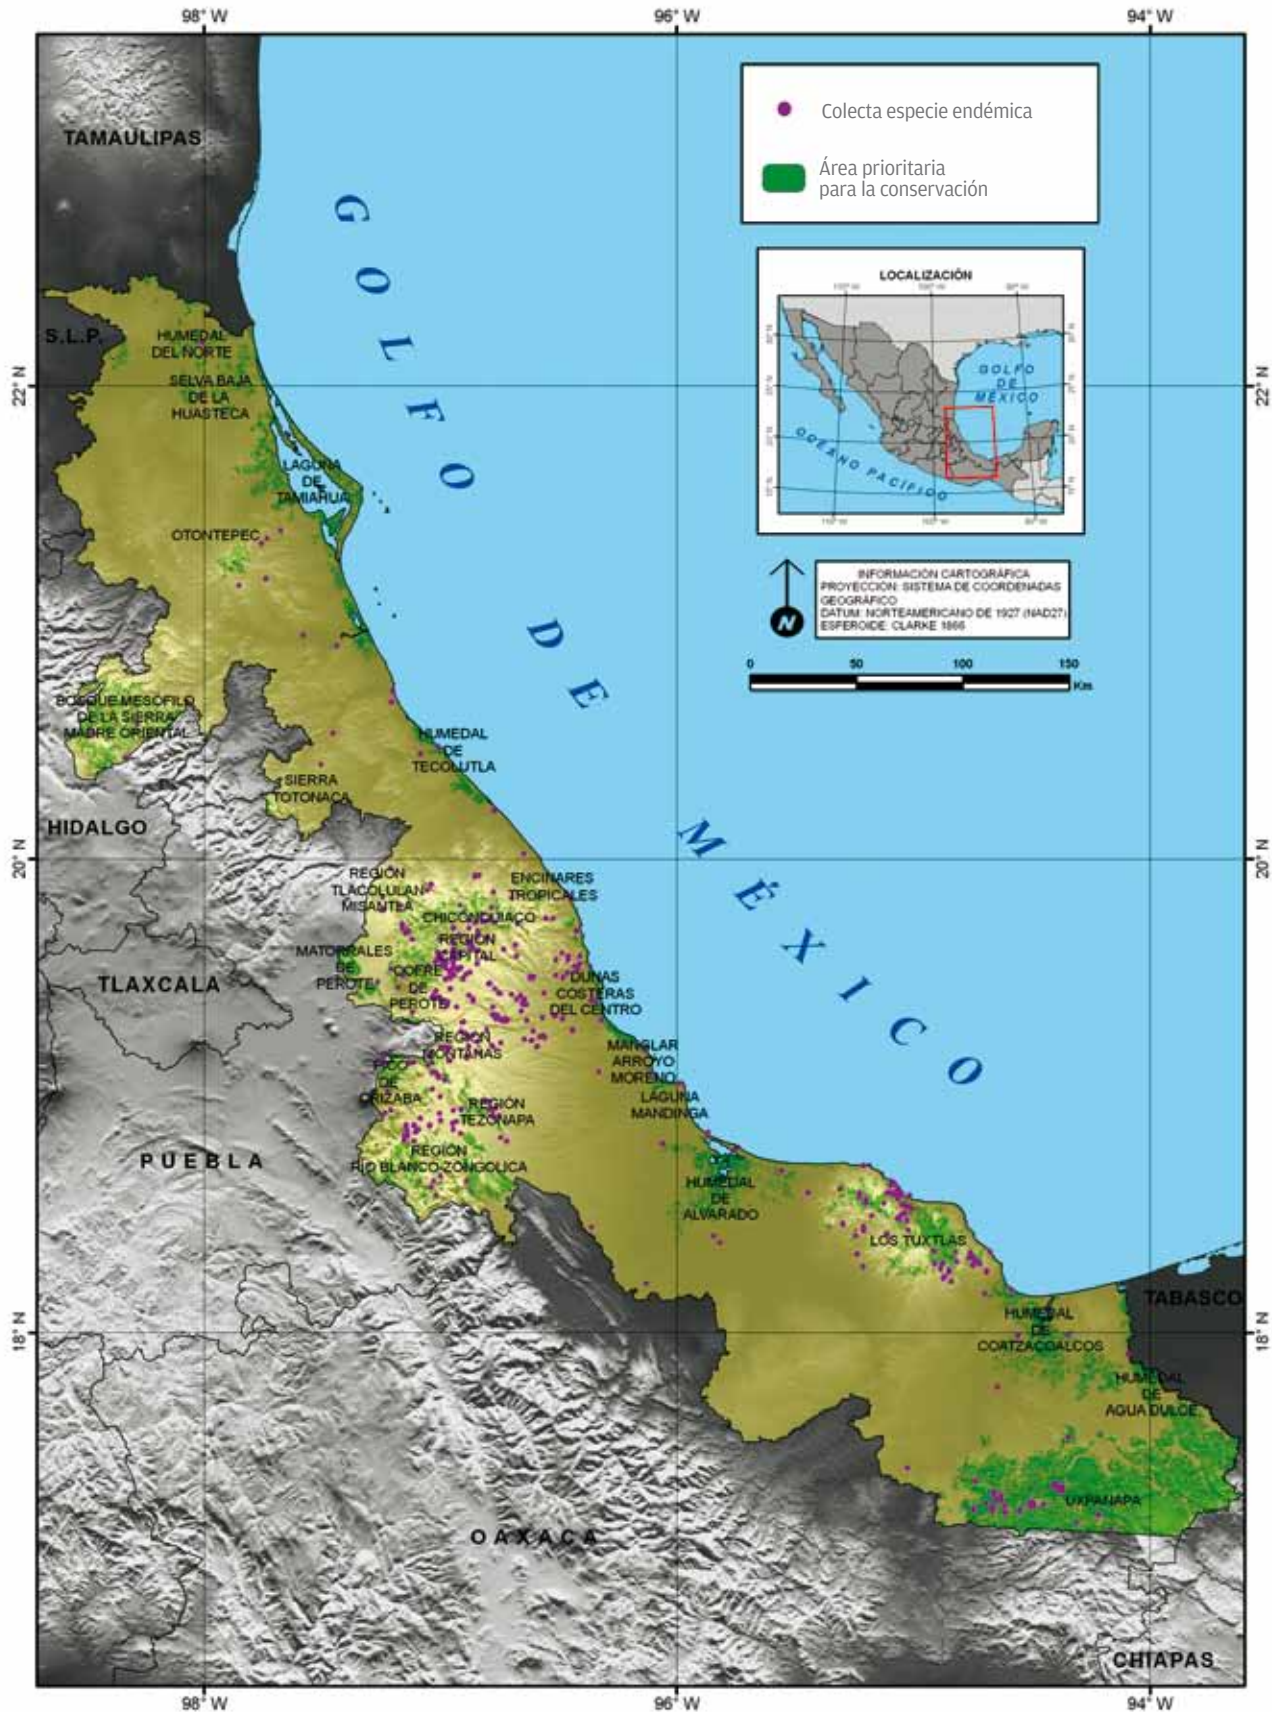 98° W
96° W
94° W
Colecta especie endémica
Área prioritaria
para la conservación
TAMAULIPAS
GOLFO DE MÉXICO
LOCALIZACIÓN
GOLFO
DE
MÉXICO
OCEANO PACÍFICO
INFORMACIÓN CARTOGRÁFICA
PROYECCIÓN: SISTEMA DE COORDENADAS
GEOGRÁFICO
DATUM: NORTEAMERICANO DE 1927 (NAD27)
ESFEROIDE: CLARKE 1866
N
0
50
100
150
Km
S.L.P.
HUMEDAL
DEL NORTE
22° N
22° N
SELVA BAJA
DE LA
HUASTECA
LAGUNA
DE
TAMIAHUA
OTONTEPEC
BOSQUE MESOFILO
DE LA SIERRA
MADRE ORIENTAL
HUMEDAL
DE
TECOLUTLA
SIERRA
TOTONACA
HIDALGO
20° N
20° N
REGIÓN
TLACOLULAN-
MISANTLA
ENCINARES
TROPICALES
CHICONQUIACO
REGIÓN
CAPITAL
MATORRALES
DE
PEROTE
COFRE
DE
PEROTE
TLAXCALA
DUNAS
COSTERAS
DEL CENTRO
REGIÓN
MONTAÑAS
MANGLAR
ARROYO
MORENO
PICO
DE
ORIZABA
LAGUNA
MANDINGA
REGIÓN
TEZONAPA
PUEBLA
REGIÓN
RÍO BLANCO-ZONGOLICA
HUMEDAL
DE
ALVARADO
LOS TUXTLAS
TABASCO
18° N
18° N
HUMEDAL
DE
COATZACOALCOS
HUMEDAL
DE
AGUA DULCE
UXPANAPA
OAXACA
CHIAPAS
98° W
96° W
94° W